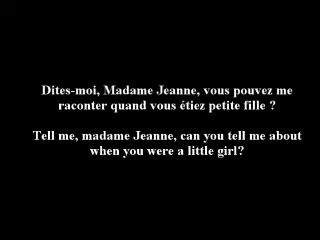 Dites-moi, Madame Jeanne, vous pouvez me
raconter quand vous étiez petite fille ?
Tell me, madame Jeanne, can you tell me about
when you were a little girl?